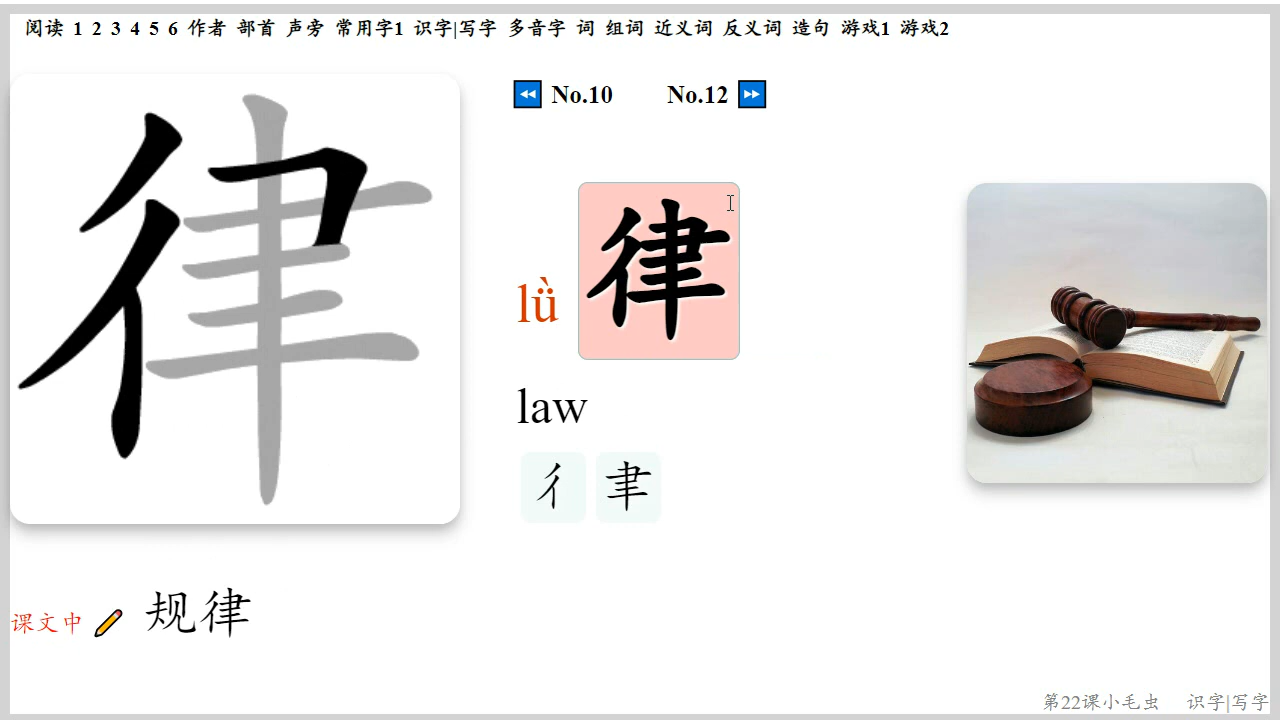 阅读 1 2 3 4 5 6 作者 部首 声旁 常用字1 识字|写字 多音字 词 组词 近义词 反义词 造句 游戏1 游戏2
No.10 No.12
律
lǜ 律
law
彳 聿
课文中 规律
第22课小毛虫 识字|写字